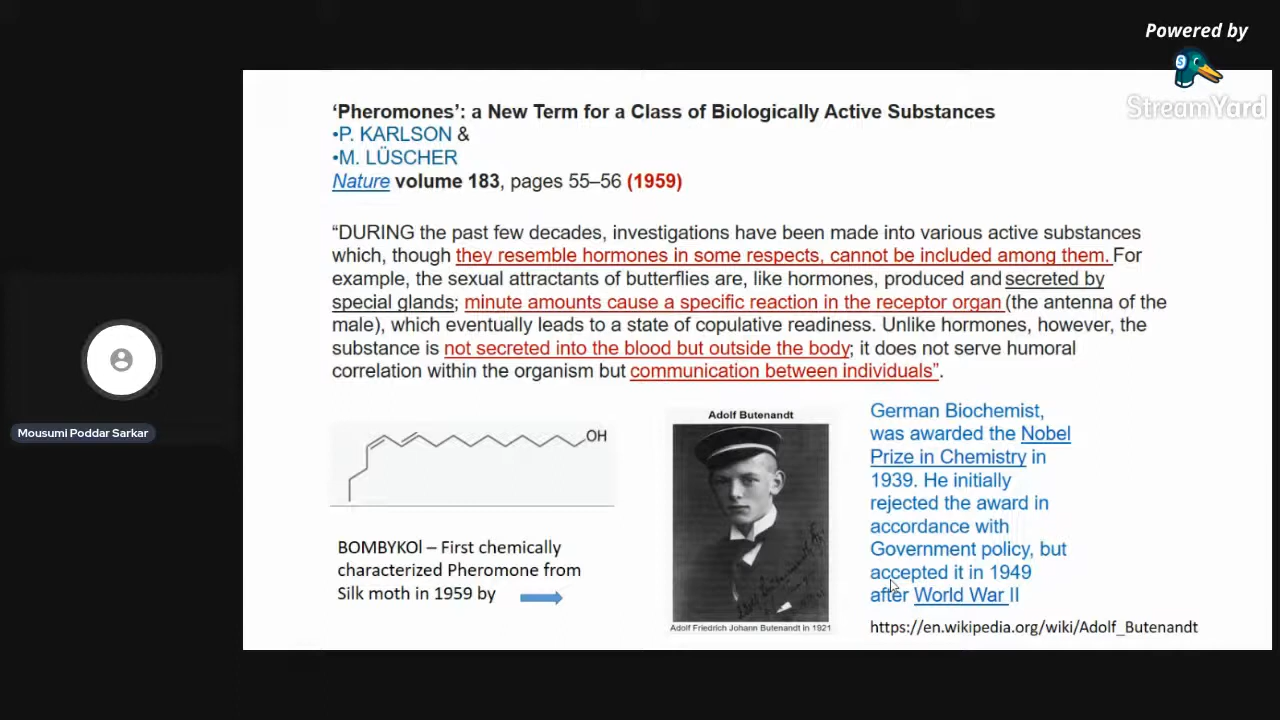 Powered by
StreamYard
‘Pheromones’: a New Term for a Class of Biologically Active Substances
•P. KARLSON &
•M. LÜSCHER
Nature volume 183, pages 55–56 (1959)
“DURING the past few decades, investigations have been made into various active substances
which, though they resemble hormones in some respects, cannot be included among them. For
example, the sexual attractants of butterflies are, like hormones, produced and secreted by
special glands; minute amounts cause a specific reaction in the receptor organ (the antenna of the
male), which eventually leads to a state of copulative readiness. Unlike hormones, however, the
substance is not secreted into the blood but outside the body; it does not serve humoral
correlation within the organism but communication between individuals”.
Mousumi Poddar Sarkar
OH
BOMBYKOl – First chemically
characterized Pheromone from
Silk moth in 1959 by
Adolf Butenandt
Adolf Friedrich Johann Butenandt in 1921
German Biochemist,
was awarded the Nobel
Prize in Chemistry in
1939. He initially
rejected the award in
accordance with
Government policy, but
accepted it in 1949
after World War II
https://en.wikipedia.org/wiki/Adolf_Butenandt